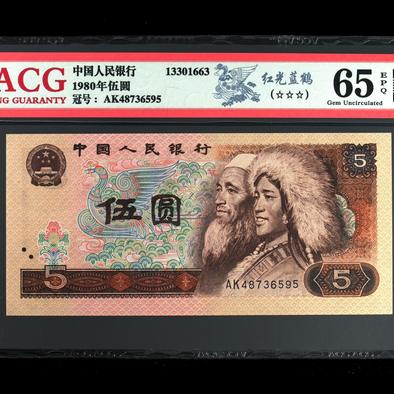 ACG
NG GUARANTY
中国人民银行 13301663
1980年伍圆
冠号： AK48736595
红光蓝鹤
(☆☆☆)
65 EPQ
Gem Uncirculated
中国人民银行
5
伍圆
AK48736595
5
5